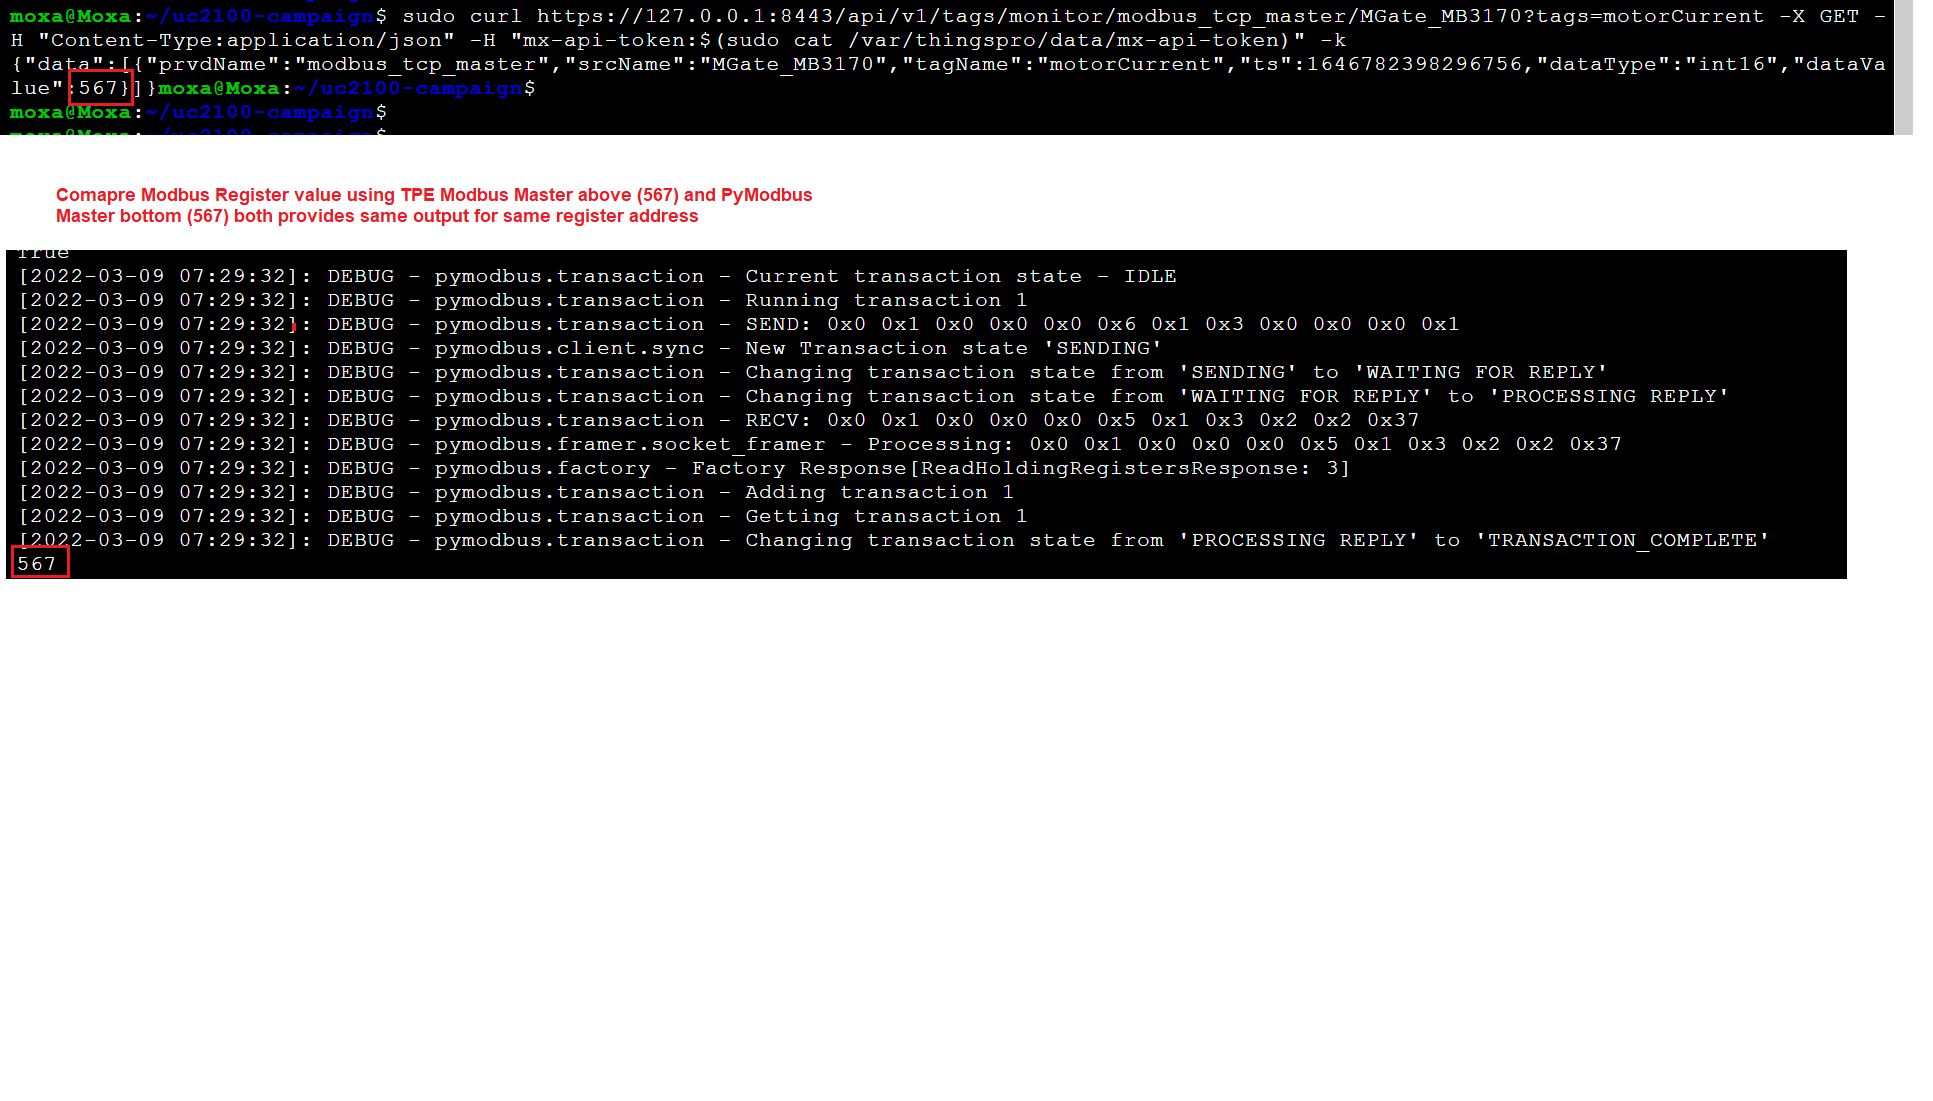 moxa@Moxa:~/uc2100-campaign$ sudo curl https://127.0.0.1:8443/api/v1/tags/monitor/modbus_tcp_master/MGate_MB3170?tags=motorCurrent -X GET -
H "Content-Type:application/json" -H "mx-api-token:$(sudo cat /var/thingspro/data/mx-api-token)" -k
{"data":[{"prvdName":"modbus_tcp_master","srcName":"MGate_MB3170","tagName":"motorCurrent","ts":1646782398296756,"dataType":"int16","dataVa
lue":567}]}moxa@Moxa:~/uc2100-campaign$
moxa@Moxa:~/uc2100-campaign$
moxa@Moxa:~/uc2100-campaign$
Comapre Modbus Register value using TPE Modbus Master above (567) and PyModbus
Master bottom (567) both provides same output for same register address
True
[2022-03-09 07:29:32]: DEBUG - pymodbus.transaction - Current transaction state - IDLE
[2022-03-09 07:29:32]: DEBUG - pymodbus.transaction - Running transaction 1
[2022-03-09 07:29:32]: DEBUG - pymodbus.transaction - SEND: 0x0 0x1 0x0 0x0 0x0 0x6 0x1 0x3 0x0 0x0 0x0 0x1
[2022-03-09 07:29:32]: DEBUG - pymodbus.client.sync - New Transaction state 'SENDING'
[2022-03-09 07:29:32]: DEBUG - pymodbus.transaction - Changing transaction state from 'SENDING' to 'WAITING FOR REPLY'
[2022-03-09 07:29:32]: DEBUG - pymodbus.transaction - Changing transaction state from 'WAITING FOR REPLY' to 'PROCESSING REPLY'
[2022-03-09 07:29:32]: DEBUG - pymodbus.transaction - RECV: 0x0 0x1 0x0 0x0 0x0 0x5 0x1 0x3 0x2 0x2 0x37
[2022-03-09 07:29:32]: DEBUG - pymodbus.framer.socket_framer - Processing: 0x0 0x1 0x0 0x0 0x0 0x5 0x1 0x3 0x2 0x2 0x37
[2022-03-09 07:29:32]: DEBUG - pymodbus.factory - Factory Response[ReadHoldingRegistersResponse: 3]
[2022-03-09 07:29:32]: DEBUG - pymodbus.transaction - Adding transaction 1
[2022-03-09 07:29:32]: DEBUG - pymodbus.transaction - Getting transaction 1
[2022-03-09 07:29:32]: DEBUG - pymodbus.transaction - Changing transaction state from 'PROCESSING REPLY' to 'TRANSACTION_COMPLETE'
567